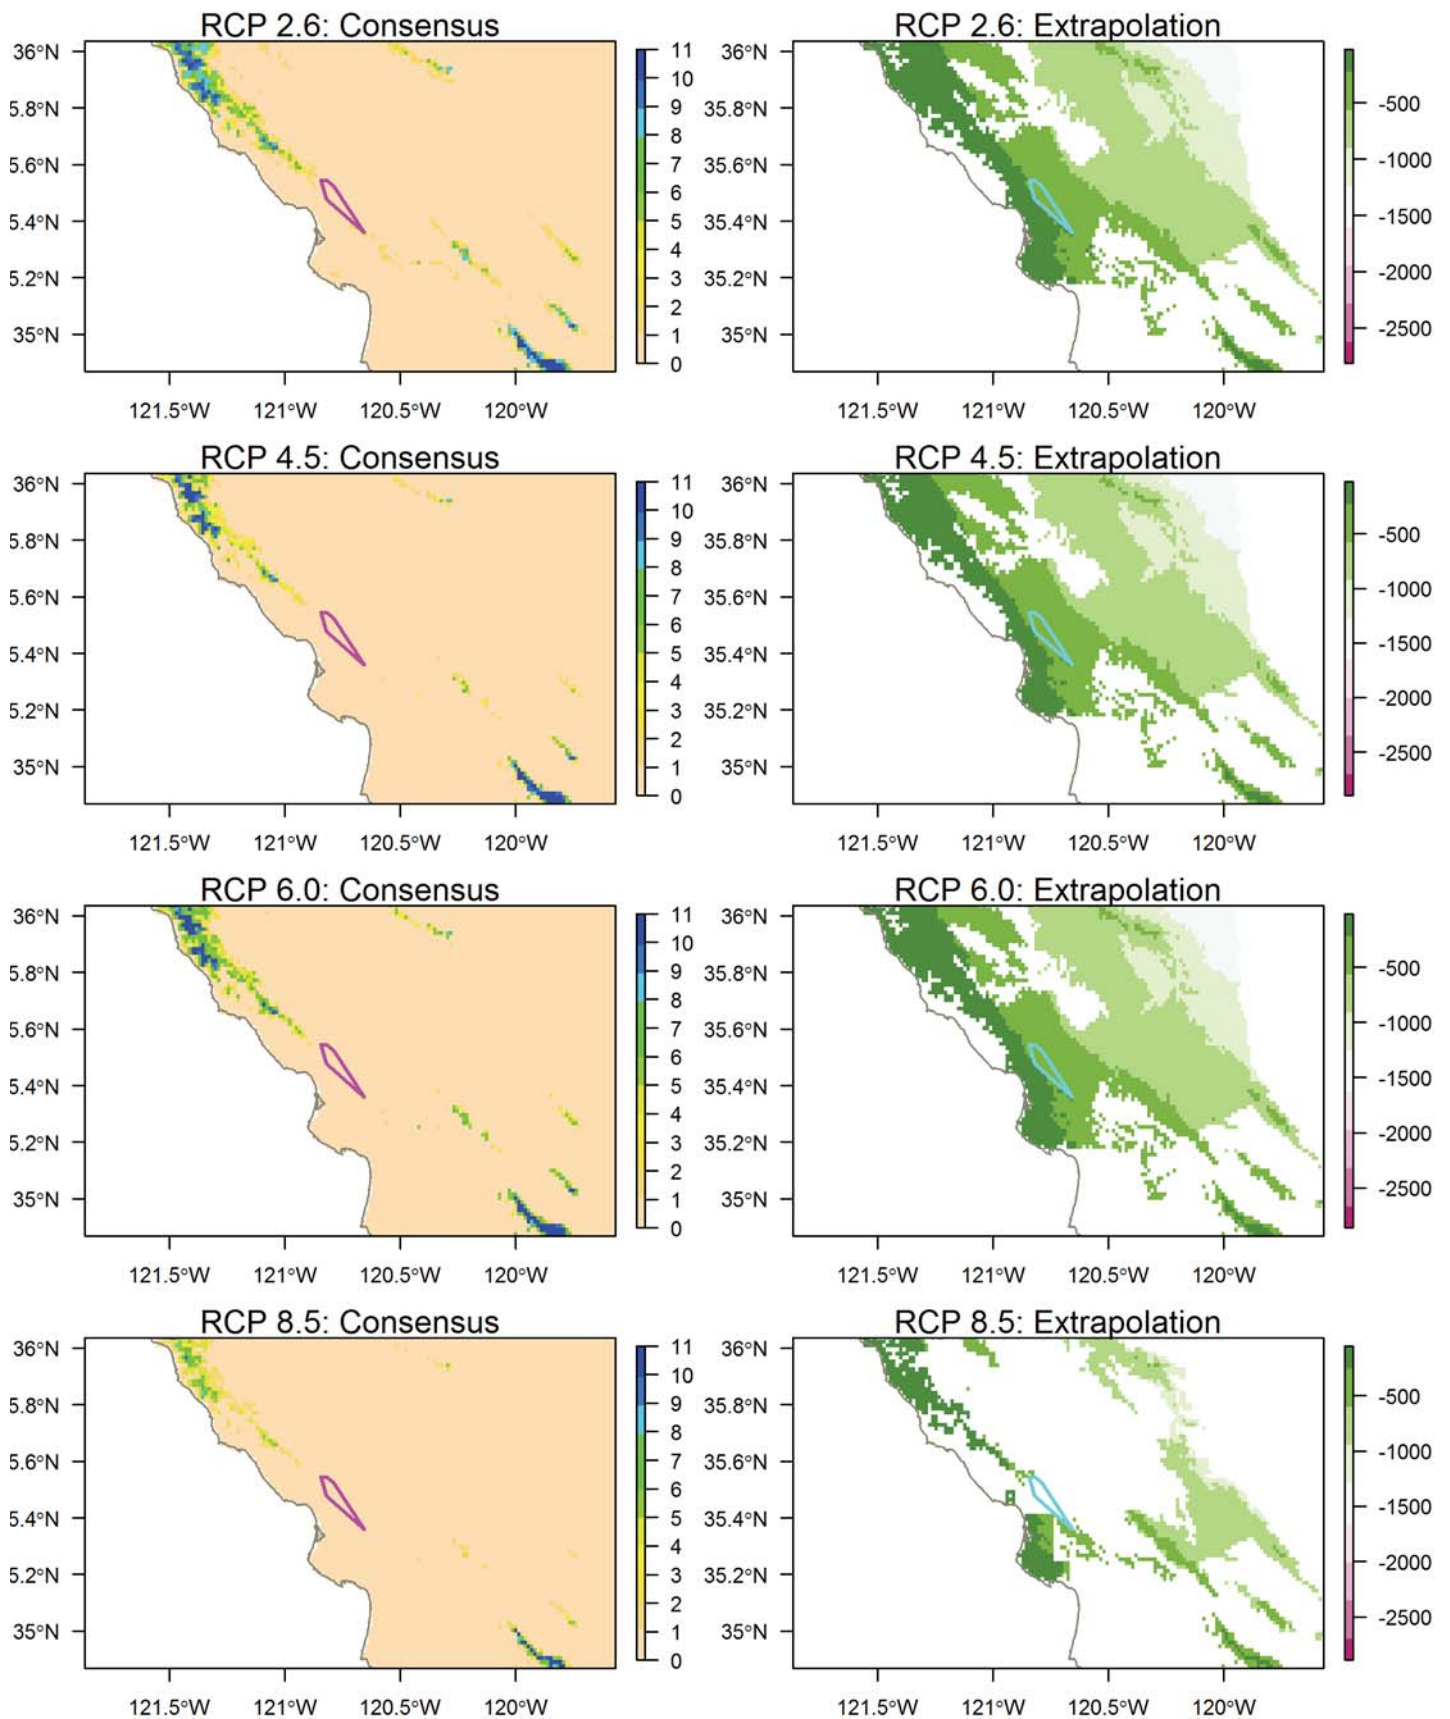 RCP 2.6: Consensus
RCP 2.6: Extrapolation
36°N
5.8°N
5.6°N
5.4°N
5.2°N
35°N
121.5°W 121°W 120.5°W 120°W
11
10
9
8
7
6
5
4
3
2
1
0
36°N
35.8°N
35.6°N
35.4°N
35.2°N
35°N
121.5°W 121°W 120.5°W 120°W
-500
-1000
-1500
-2000
-2500
RCP 4.5: Consensus
RCP 4.5: Extrapolation
36°N
5.8°N
5.6°N
5.4°N
5.2°N
35°N
121.5°W 121°W 120.5°W 120°W
11
10
9
8
7
6
5
4
3
2
1
0
36°N
35.8°N
35.6°N
35.4°N
35.2°N
35°N
121.5°W 121°W 120.5°W 120°W
-500
-1000
-1500
-2000
-2500
RCP 6.0: Consensus
RCP 6.0: Extrapolation
36°N
5.8°N
5.6°N
5.4°N
5.2°N
35°N
121.5°W 121°W 120.5°W 120°W
11
10
9
8
7
6
5
4
3
2
1
0
36°N
35.8°N
35.6°N
35.4°N
35.2°N
35°N
121.5°W 121°W 120.5°W 120°W
-500
-1000
-1500
-2000
-2500
RCP 8.5: Consensus
RCP 8.5: Extrapolation
36°N
5.8°N
5.6°N
5.4°N
5.2°N
35°N
121.5°W 121°W 120.5°W 120°W
11
10
9
8
7
6
5
4
3
2
1
0
36°N
35.8°N
35.6°N
35.4°N
35.2°N
35°N
121.5°W 121°W 120.5°W 120°W
-500
-1000
-1500
-2000
-2500